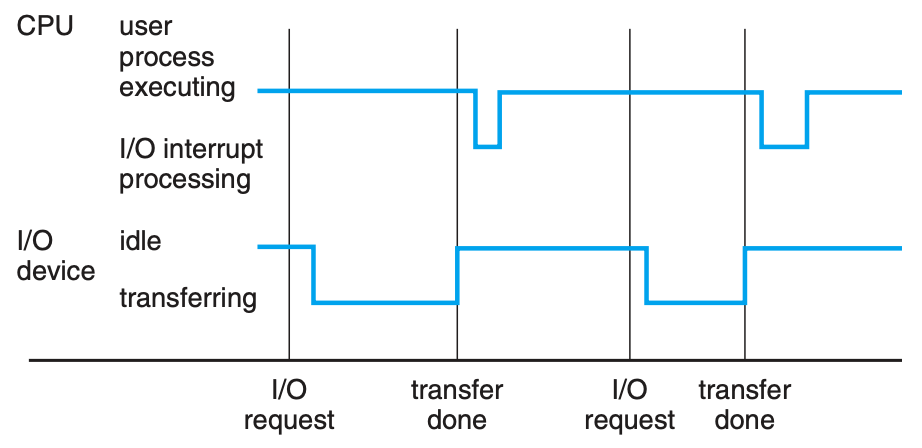 CPU
user
process
executing
I/O interrupt
processing
I/O
device
idle
transferring
I/O
request
transfer
done
I/O
request
transfer
done